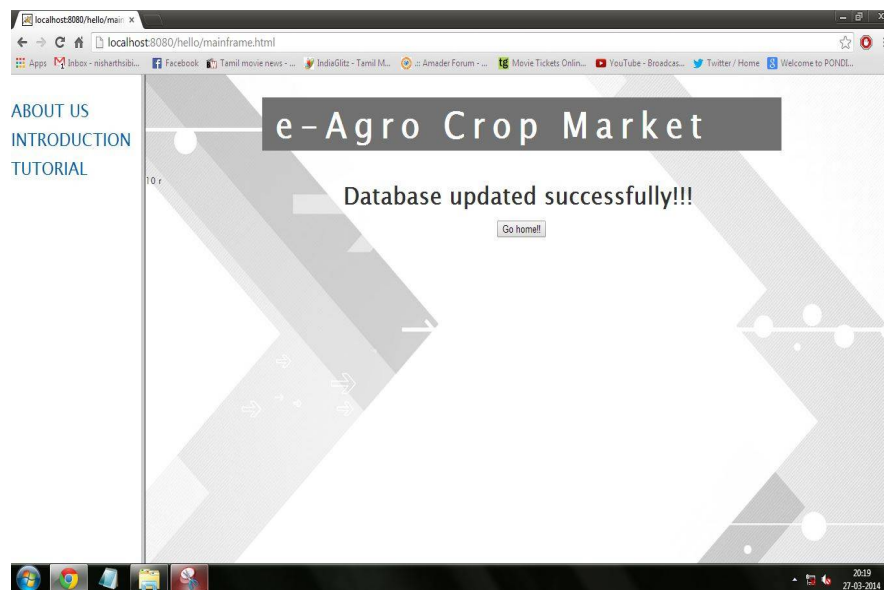 localhost:8080/hello/main
localhost:8080/hello/mainframe.html
Apps Inbox - nisharthsibi... Facebook Tamil movie news - ... IndiaGlitz - Tamil M... .:: Amader Forum - ... Movie Tickets Onlin... YouTube - Broadcas... Twitter / Home Welcome to PONDI...
ABOUT US
INTRODUCTION
TUTORIAL
e-Agro Crop Market
10 r
Database updated successfully!!!
Go home!!
20:19
27-03-2014